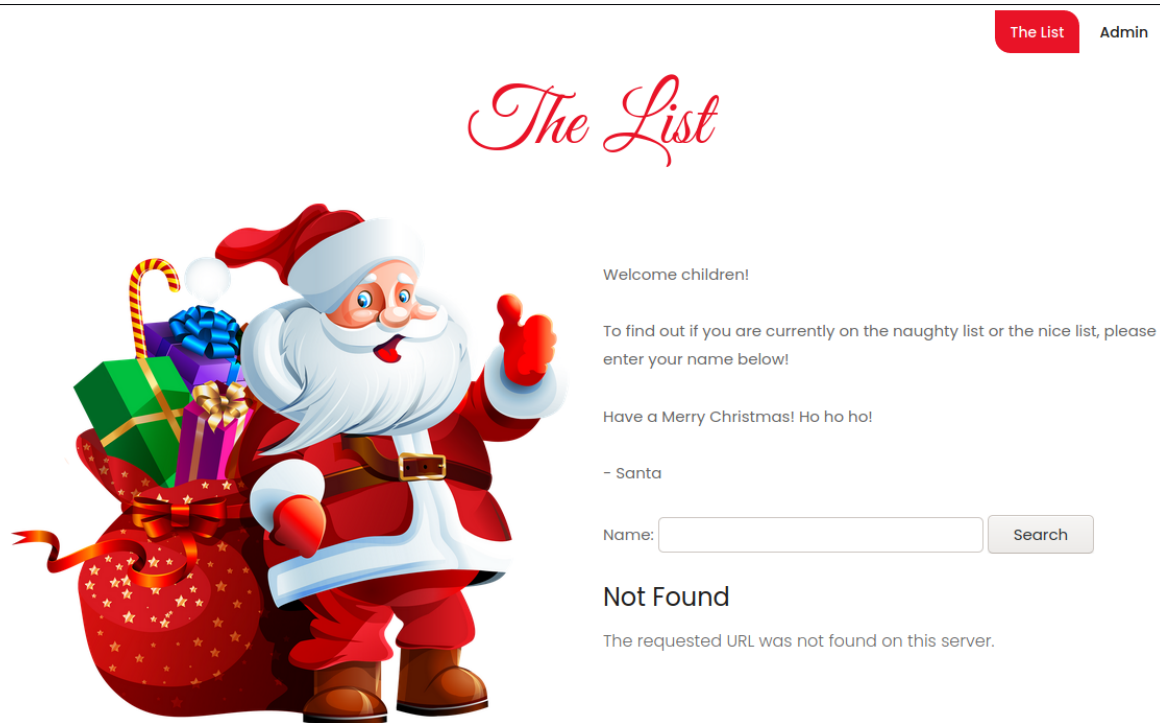 The List
Admin
The List
Welcome children!
To find out if you are currently on the naughty list or the nice list, please
enter your name below!
Have a Merry Christmas! Ho ho ho!
- Santa
Name:
Search
Not Found
The requested URL was not found on this server.